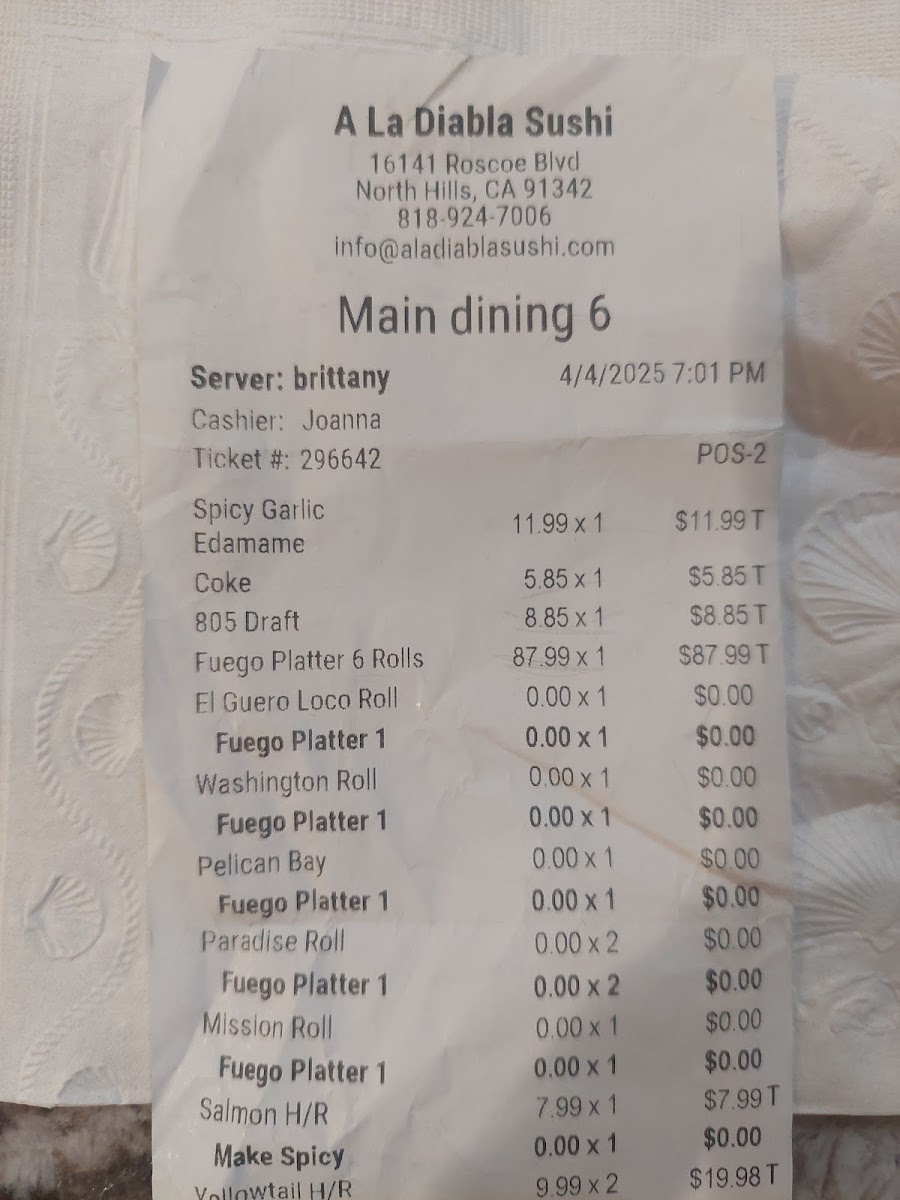 A La Diabla Sushi
16141 Roscoe Blvd
North Hills, CA 91342
818-924-7006
info@aladiablasushi.com
Main dining 6
Server: brittany 4/4/2025 7:01 PM
Cashier: Joanna
Ticket #: 296642 POS-2
Spicy Garlic
Edamame 11.99 x 1 $11.99 T
Coke 5.85 x 1 $5.85 T
805 Draft 8.85 x 1 $8.85 T
Fuego Platter 6 Rolls 87.99 x 1 $87.99 T
El Guero Loco Roll 0.00 x 1 $0.00
Fuego Platter 1 0.00 x 1 $0.00
Washington Roll 0.00 x 1 $0.00
Fuego Platter 1 0.00 x 1 $0.00
Pelican Bay 0.00 x 1 $0.00
Fuego Platter 1 0.00 x 1 $0.00
Paradise Roll 0.00 x 2 $0.00
Fuego Platter 1 0.00 x 2 $0.00
Mission Roll 0.00 x 1 $0.00
Fuego Platter 1 0.00 x 1 $0.00
Salmon H/R 7.99 x 1 $7.99 T
Make Spicy 0.00 x 1 $0.00
Yellowtail H/R 9.99 x 2 $19.98 T